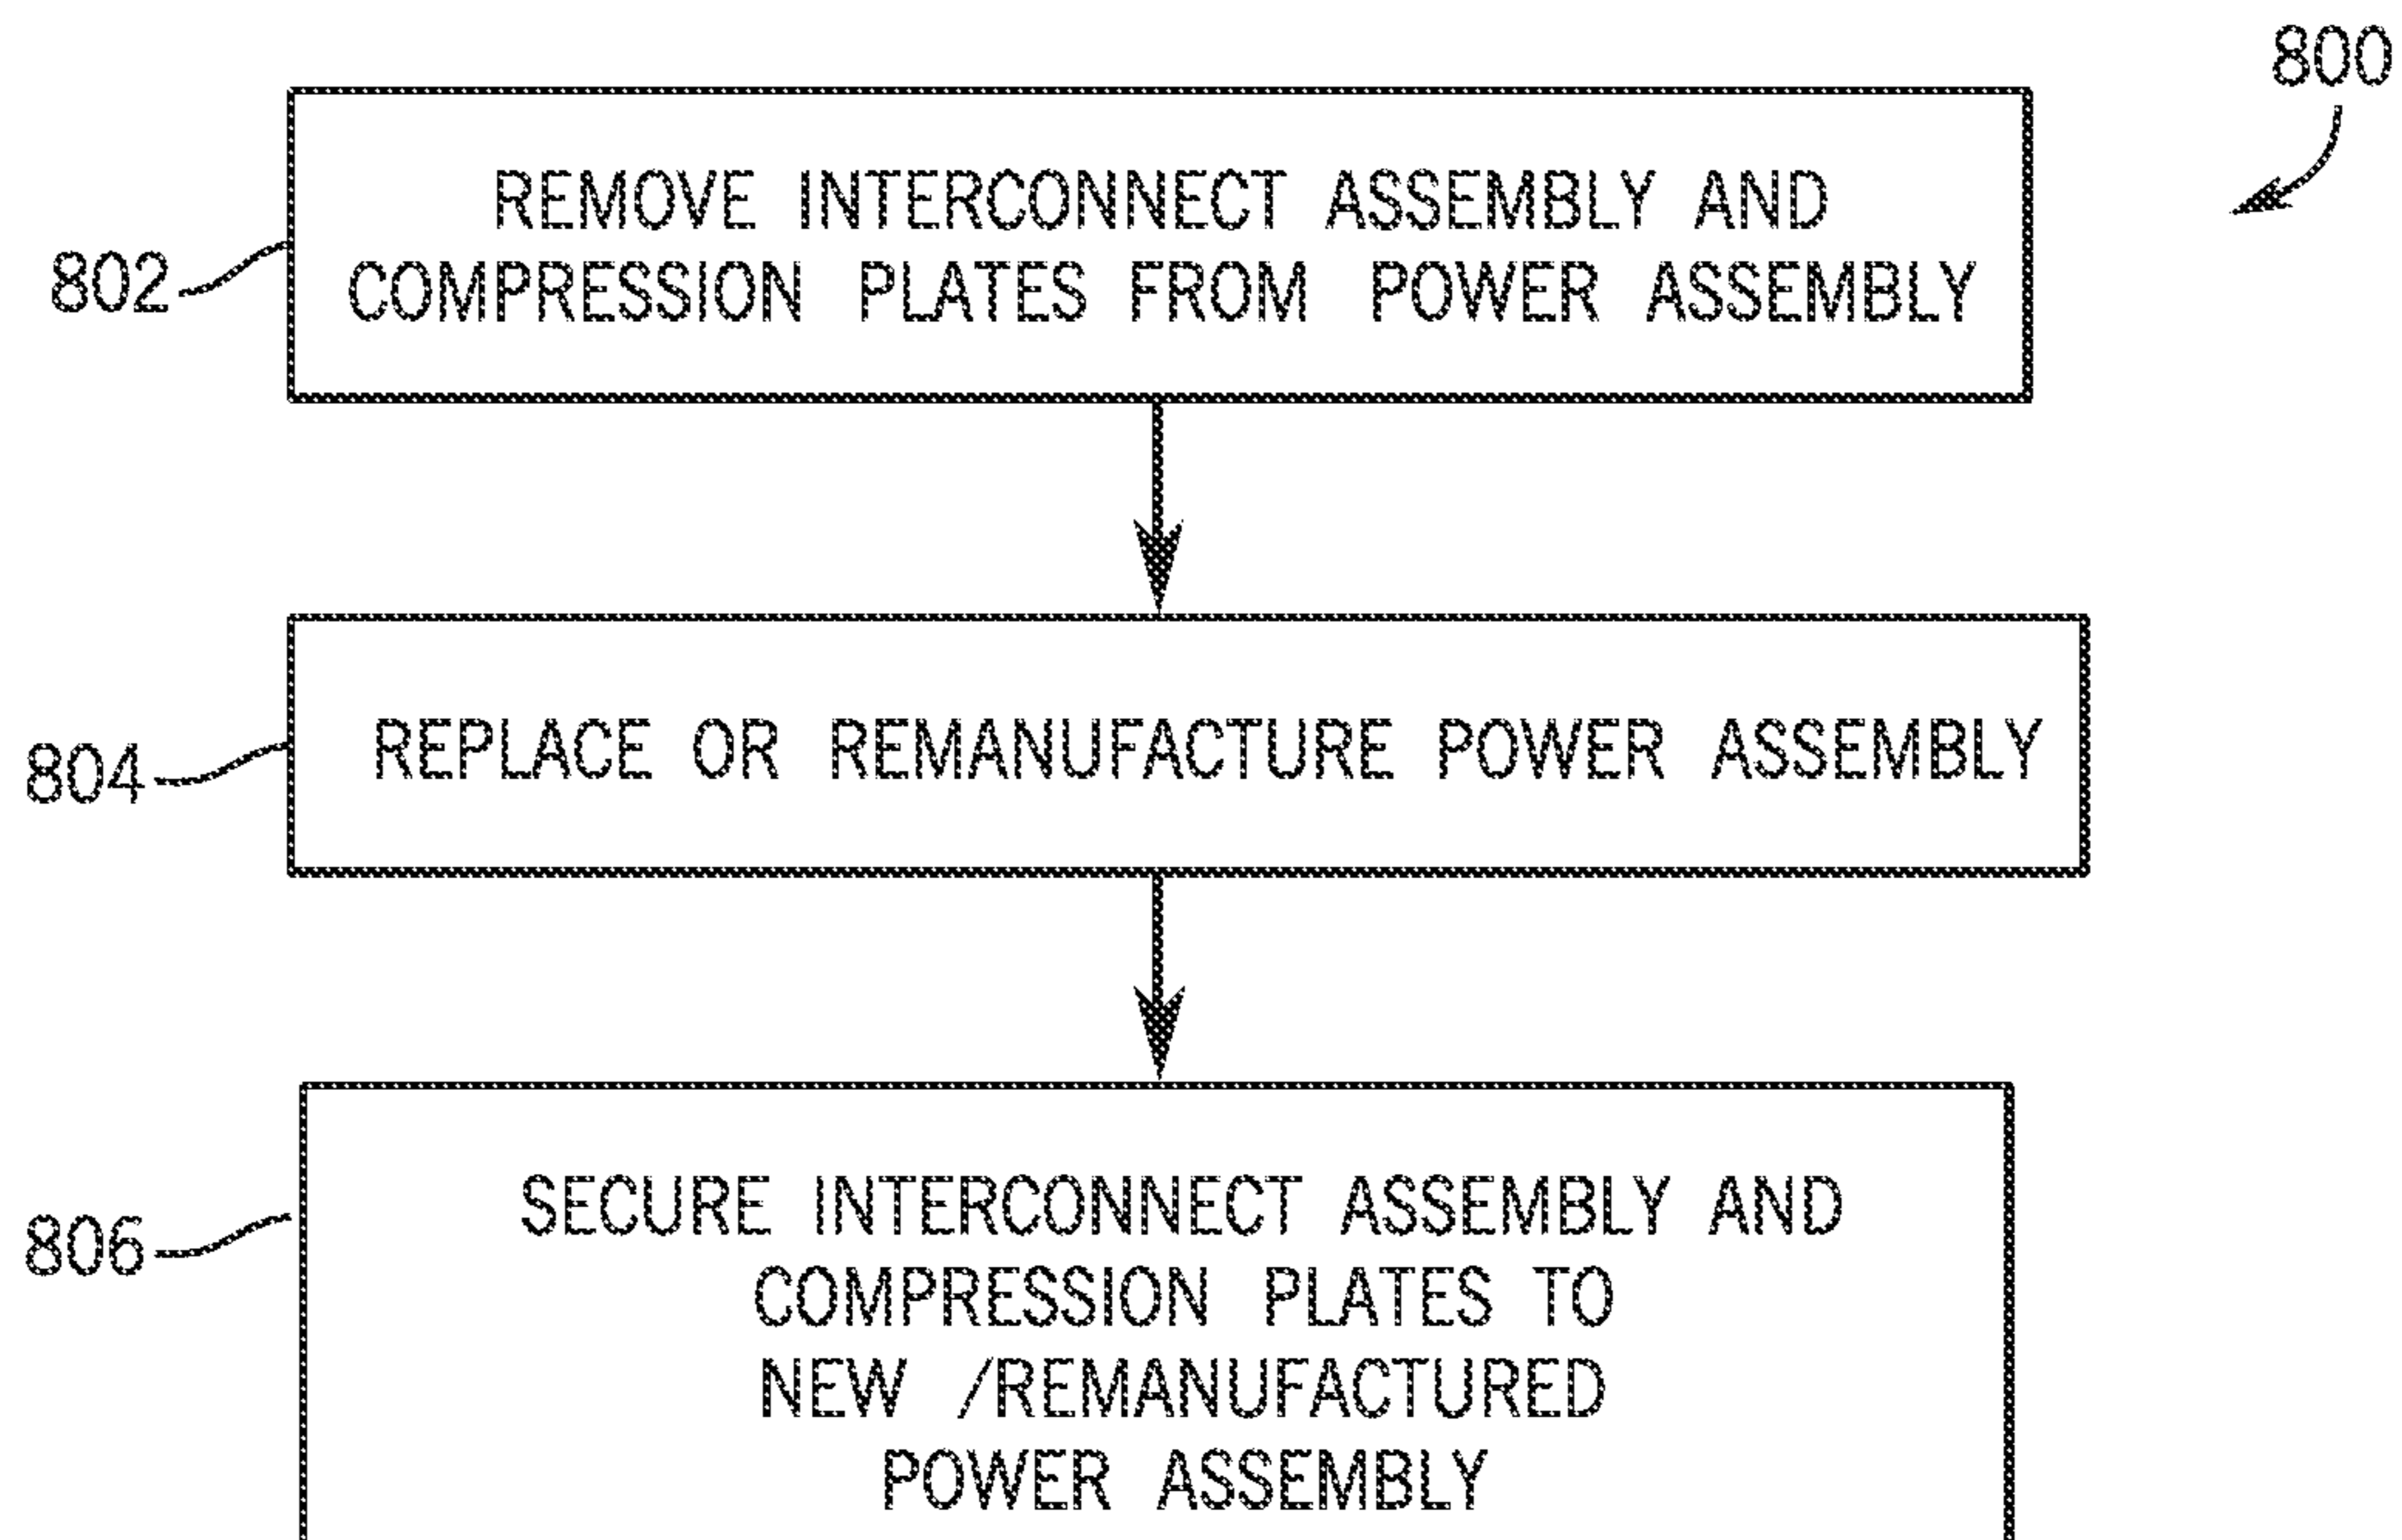 800
REMOVE INTERCONNECT ASSEMBLY AND
COMPRESSION PLATES FROM POWER ASSEMBLY
802
REPLACE OR REMANUFACTURE POWER ASSEMBLY
804
SECURE INTERCONNECT ASSEMBLY AND
COMPRESSION PLATES TO
NEW /REMANUFACTURED
POWER ASSEMBLY
806